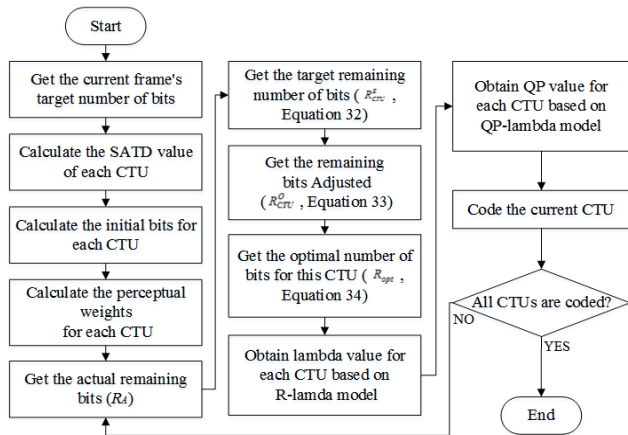 Start
Get the current frame's
target number of bits
Calculate the SATD value
of each CTU
Calculate the initial bits for
each CTU
Calculate the perceptual
weights
for each CTU
Get the actual remaining
bits (R_A)
Get the target remaining
number of bits ( R_CTU^E ,
Equation 32)
Get the remaining
bits Adjusted
( R_CTU^O , Equation 33)
Get the optimal number of
bits for this CTU ( R_opt ,
Equation 34)
Obtain lambda value for
each CTU based on
R-lamda model
Obtain QP value for
each CTU based on
QP-lambda model
Code the current CTU
All CTUs are coded?
NO
YES
End